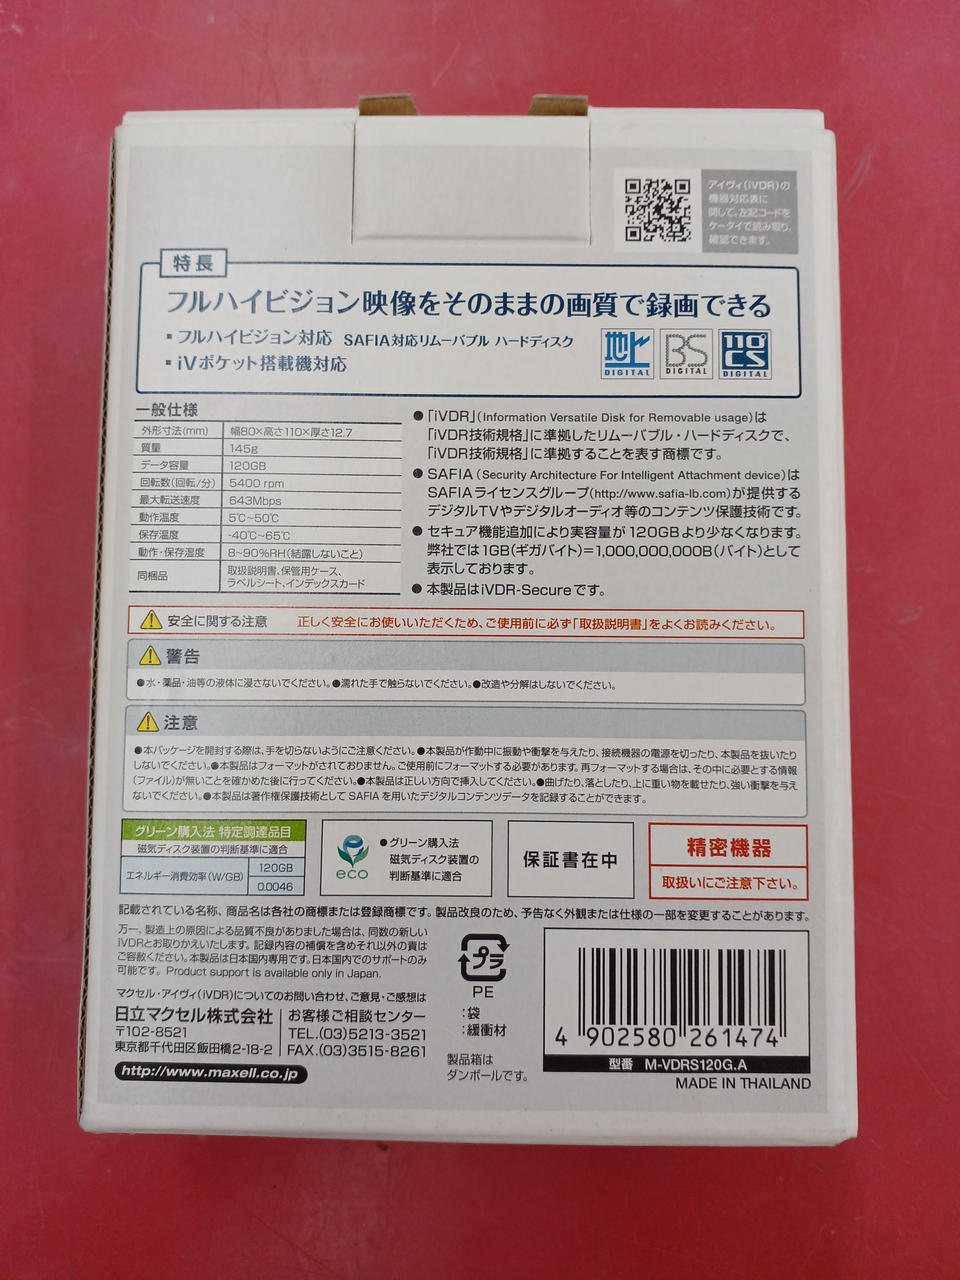 アイヴィ(iVDR)の
機器対応表に
関して、左記コードを
ケータイで読み取り、
確認できます。
特長
フルハイビジョン映像をそのままの画質で録画できる
▪フルハイビジョン対応 SAFIA対応リムーバブル ハードディスク
▪iVポケット搭載機対応
地上 DIGITAL
BS DIGITAL
110 CS DIGITAL
一般仕様
外形寸法(mm) 幅80×高さ110×厚さ12.7
質量 145g
データ容量 120GB
回転数(回転/分) 5400 rpm
最大転送速度 643Mbps
動作温度 5℃~50℃
保存温度 -40℃~65℃
動作・保存湿度 8~90%RH(結露しないこと)
同梱品 取扱説明書、保管用ケース、
ラベルシート、インデックスカード
●「iVDR」(Information Versatile Disk for Removable usage)は
「iVDR技術規格」に準拠したリムーバブル・ハードディスクで、
「iVDR技術規格」に準拠することを表す商標です。
●SAFIA(Security Architecture For Intelligent Attachment device)は
SAFIAライセンスグループ(http://www.safia-lb.com)が提供する
デジタルTVやデジタルオーディオ等のコンテンツ保護技術です。
●セキュア機能追加により実容量が120GBより少なくなります。
弊社では1GB(ギガバイト)=1,000,000,000B(バイト)として
表示しております。
●本製品はiVDR-Secureです。
安全に関する注意 正しく安全にお使いいただくため、ご使用前に必ず「取扱説明書」をよくお読みください。
警告
●水・薬品・油等の液体に浸さないでください。●濡れた手で触らないでください。●改造や分解はしないでください。
注意
●本パッケージを開封する際は、手を切らないようにご注意ください。●本製品が作動中に振動や衝撃を与えたり、接続機器の電源を切ったり、本製品を抜いたり
しないでください。●本製品はフォーマットがされておりません。ご使用前にフォーマットする必要があります。再フォーマットする場合は、その中に必要とする情報
(ファイル)が無いことを確かめた後に行ってください。●本製品は正しい方向で挿入してください。●曲げたり、落としたり、上に重い物を載せたり、強い衝撃を与え
ないでください。●本製品は著作権保護技術としてSAFIAを用いたデジタルコンテンツデータを記録することができます。
グリーン購入法 特定調達品目
磁気ディスク装置の判断基準に適合
エネルギー消費効率(W/GB) 120GB
0.0046
eco
●グリーン購入法
磁気ディスク装置の
判断基準に適合
保証書在中
精密機器
取扱いにご注意下さい。
記載されている名称、商品名は各社の商標または登録商標です。製品改良のため、予告なく外観または仕様の一部を変更することがあります。
万一、製造上の原因による品質不良がありました場合は、同数の新しい
iVDRとお取りかえいたします。記録内容の補償を含めそれ以外の責は
ご容赦ください。本製品は日本国内専用です。日本国内でのサポートのみ
可能です。Product support is available only in Japan.
マクセル・アイヴィ(iVDR)についてのお問い合わせ、ご意見・ご感想は
日立マクセル株式会社
〒102-8521
東京都千代田区飯田橋2-18-2
お客様ご相談センター
TEL.(03)5213-3521
FAX.(03)3515-8261
http://www.maxell.co.jp
プラ
PE
:袋
:緩衝材
製品箱は
ダンボールです。
4 902580 261474
型番 M-VDRS120G.A
MADE IN THAILAND